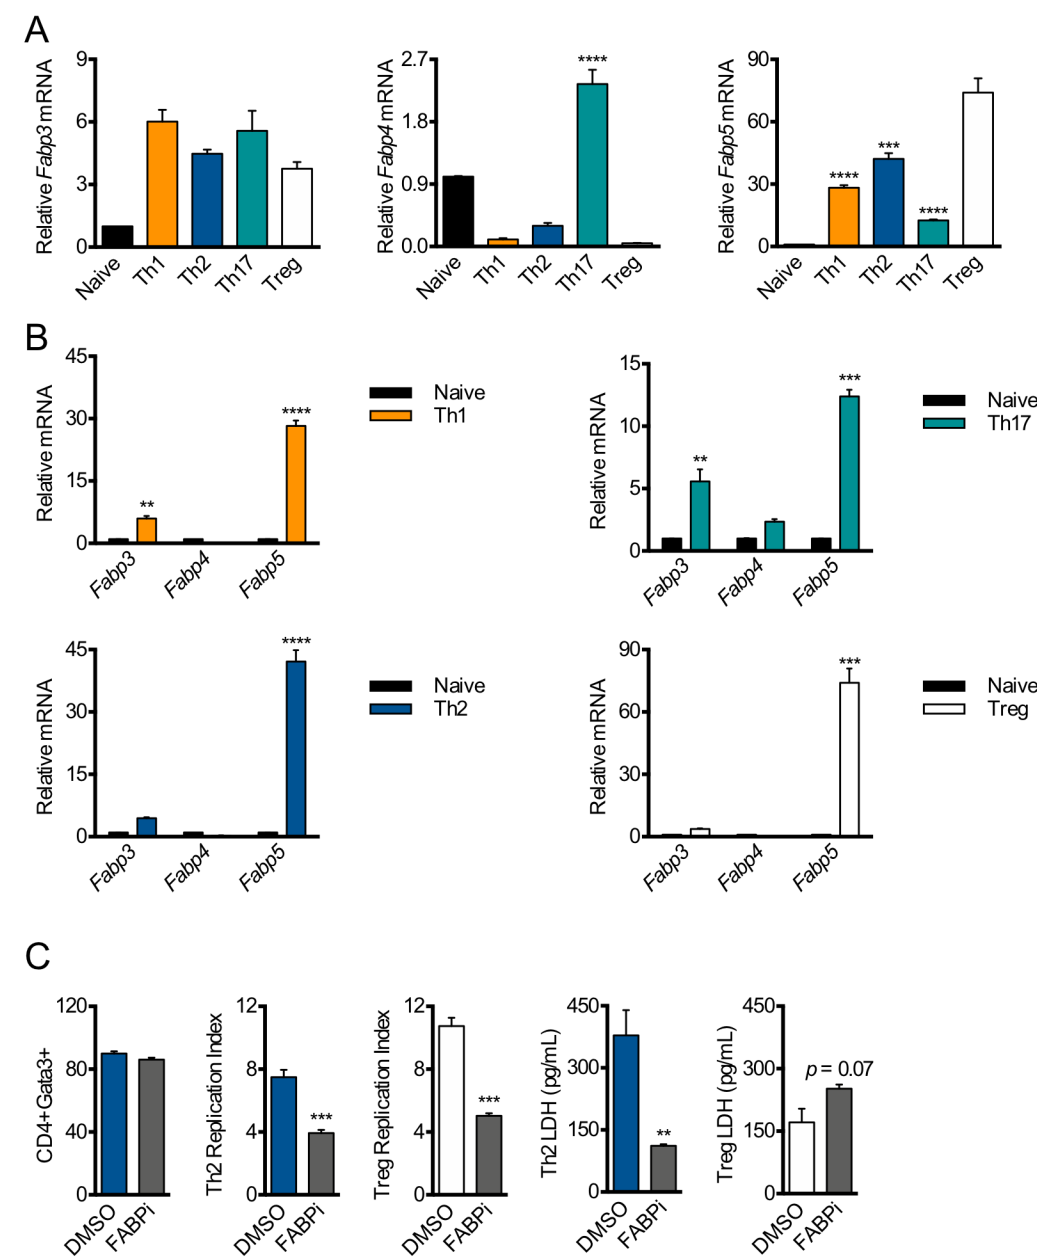 A
Relative Fabp3 mRNA
9
6
3
0
Naive
Th1
Th2
Th17
Treg
Relative Fabp4 mRNA
2.7
1.8
0.9
0.0
****
Naive
Th1
Th2
Th17
Treg
Relative Fabp5 mRNA
90
60
30
0
****
***
****
Naive
Th1
Th2
Th17
Treg
B
Relative mRNA
45
30
15
0
**
****
Fabp3
Fabp4
Fabp5
Naive
Th1
Relative mRNA
15
10
5
0
**
***
Fabp3
Fabp4
Fabp5
Naive
Th17
Relative mRNA
45
30
15
0
****
Fabp3
Fabp4
Fabp5
Naive
Th2
Relative mRNA
90
60
30
0
***
Fabp3
Fabp4
Fabp5
Naive
Treg
C
CD4+Gata3+
120
80
40
0
DMSO
FABPi
Th2 Replication Index
12
8
4
0
***
DMSO
FABPi
Treg Replication Index
12
8
4
0
***
DMSO
FABPi
Th2 LDH (pg/mL)
450
300
150
0
**
DMSO
FABPi
Treg LDH (pg/mL)
450
300
150
0
p = 0.07
DMSO
FABPi